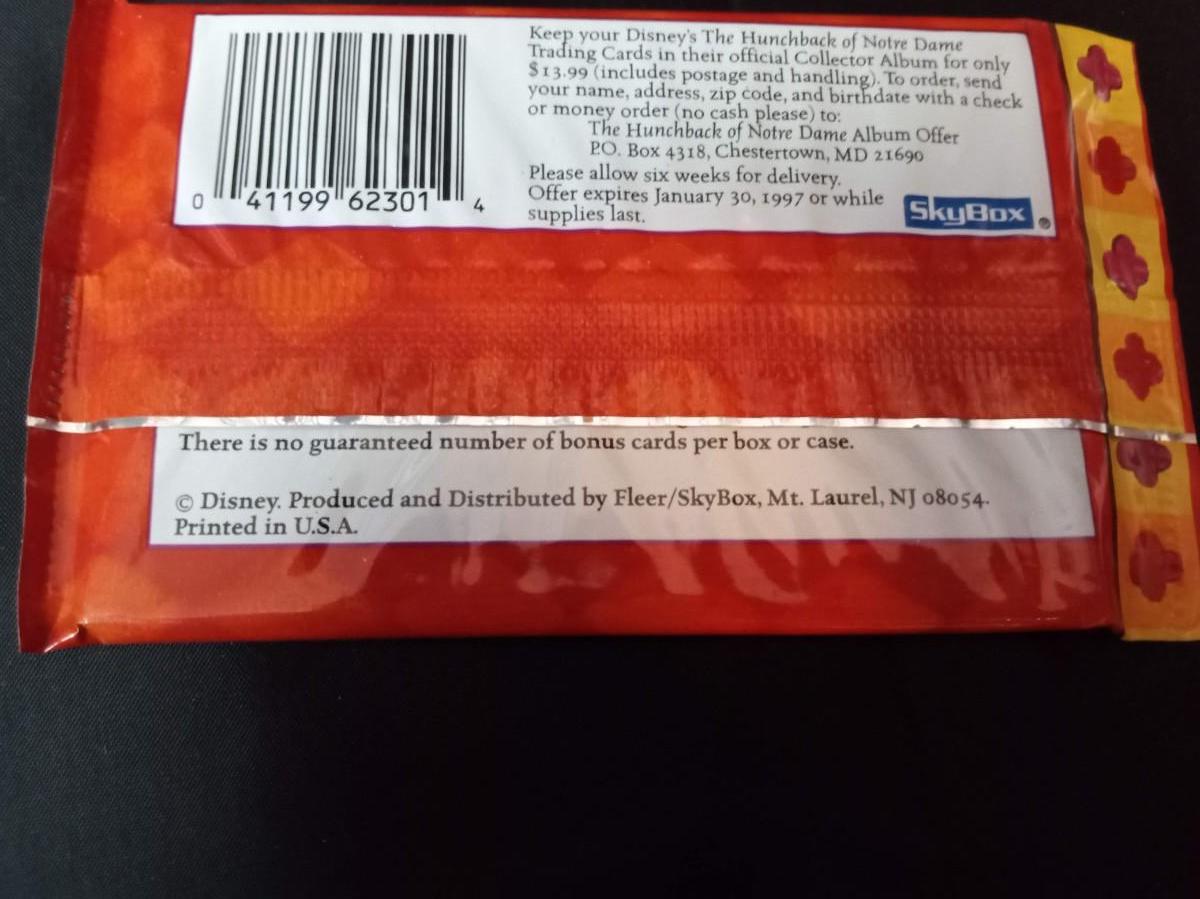 0 41199 62301 4
Keep your Disney's The Hunchback of Notre Dame
Trading Cards in their official Collector Album for only
$13.99 (includes postage and handling). To order, send
your name, address, zip code, and birthdate with a check
or money order (no cash please) to:
The Hunchback of Notre Dame Album Offer
P.O. Box 4318, Chestertown, MD 21690
Please allow six weeks for delivery.
Offer expires January 30, 1997 or while
supplies last.
SkyBox ®
There is no guaranteed number of bonus cards per box or case.
© Disney. Produced and Distributed by Fleer/SkyBox, Mt. Laurel, NJ 08054.
Printed in U.S.A.